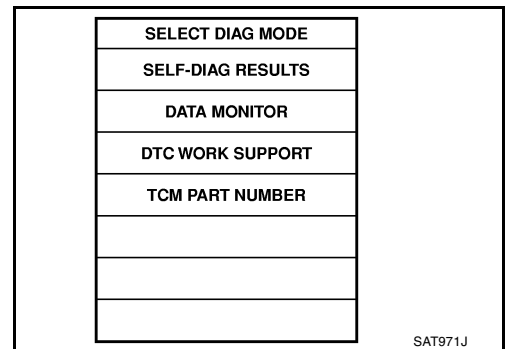 SELECT DIAG MODE
SELF-DIAG RESULTS
DATA MONITOR
DTC WORK SUPPORT
TCM PART NUMBER
SAT971J